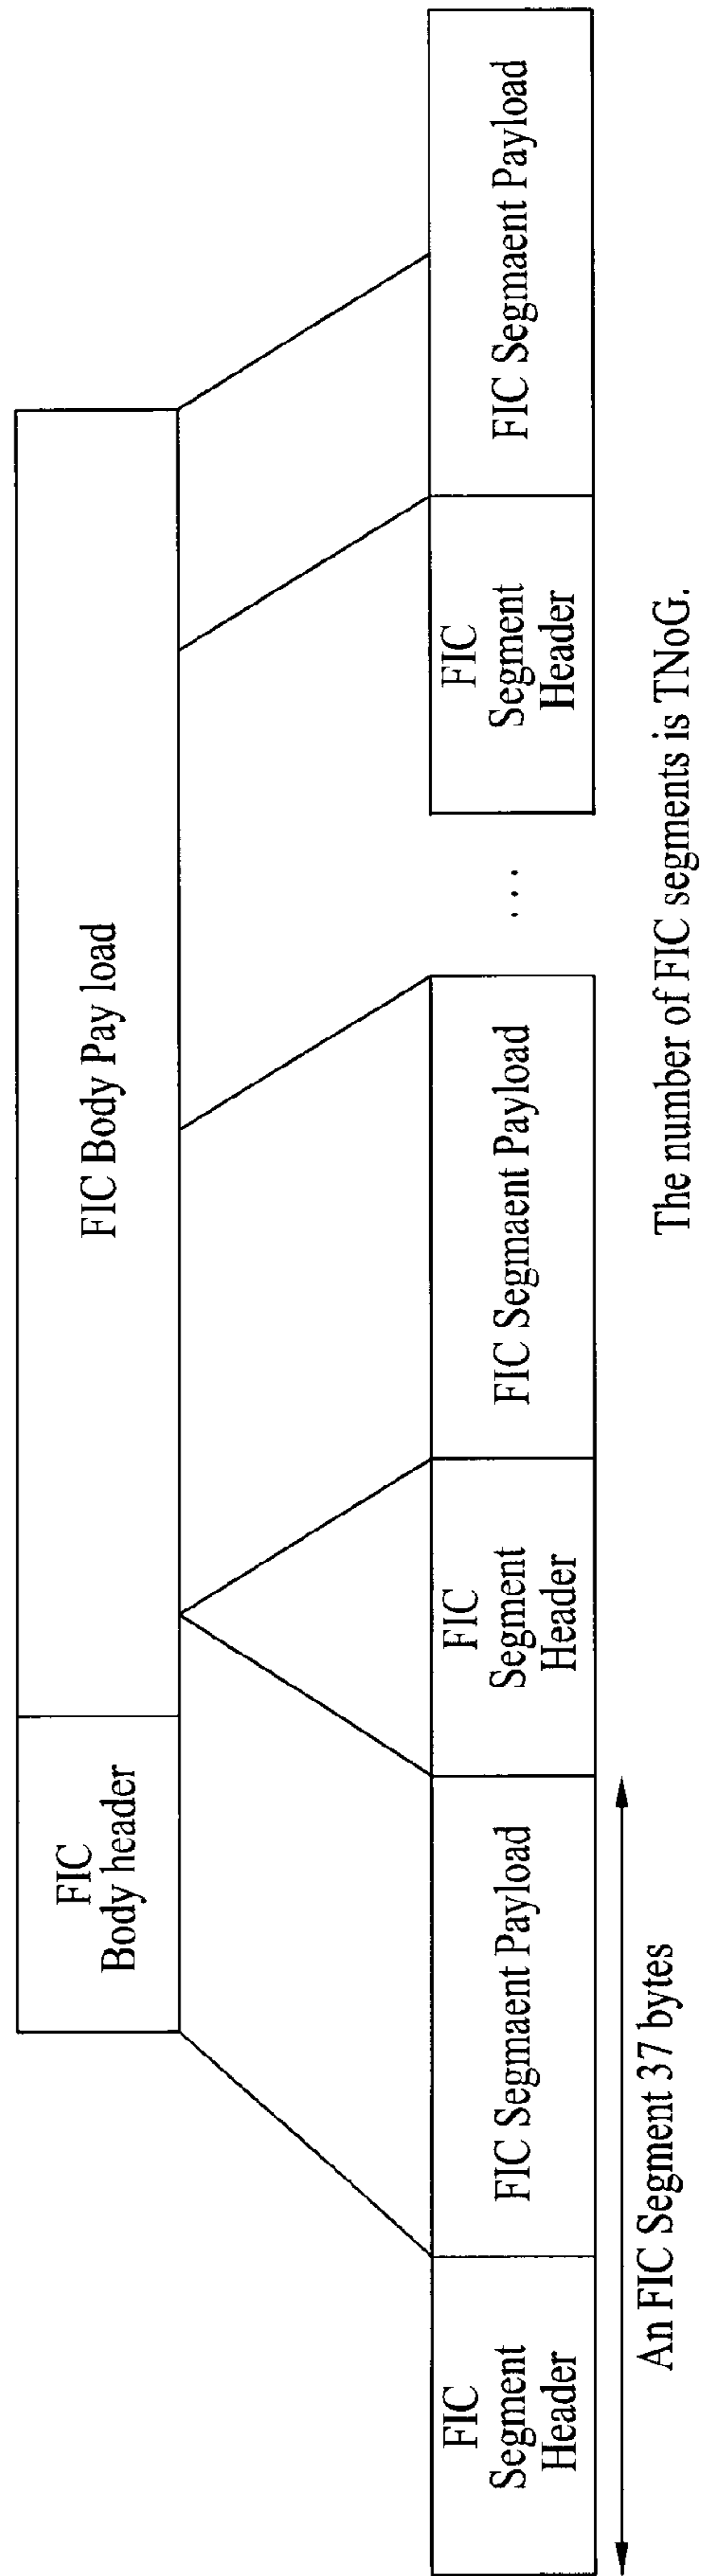 FIC
Body header
FIC Body Pay load
FIC
Segment
Header
FIC Segmaent Payload
FIC
Segment
Header
FIC Segmaent Payload
...
FIC
Segment
Header
FIC Segmaent Payload
An FIC Segment 37 bytes
The number of FIC segments is TNoG.